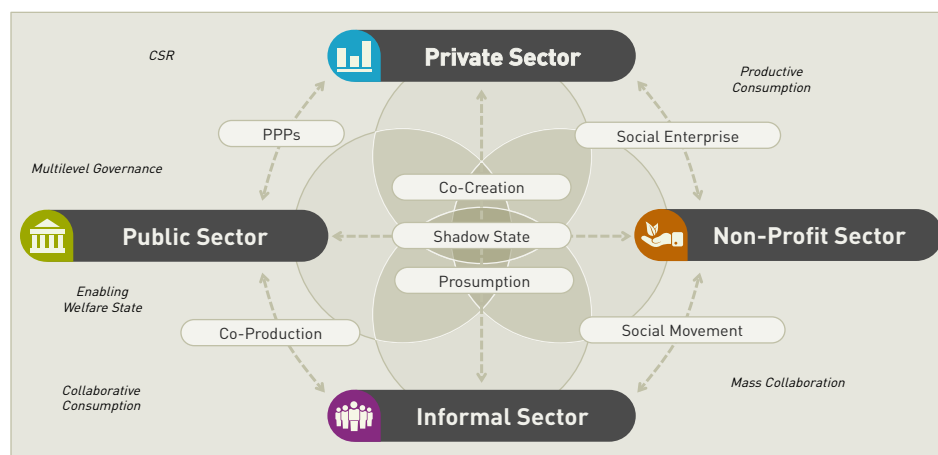 CSR
Private Sector
Productive
Consumption
PPPs
Social Enterprise
Multilevel Governance
Co-Creation
Public Sector
Shadow State
Non-Profit Sector
Prosumption
Enabling
Welfare State
Co-Production
Social Movement
Collaborative
Consumption
Mass Collaboration
Informal Sector